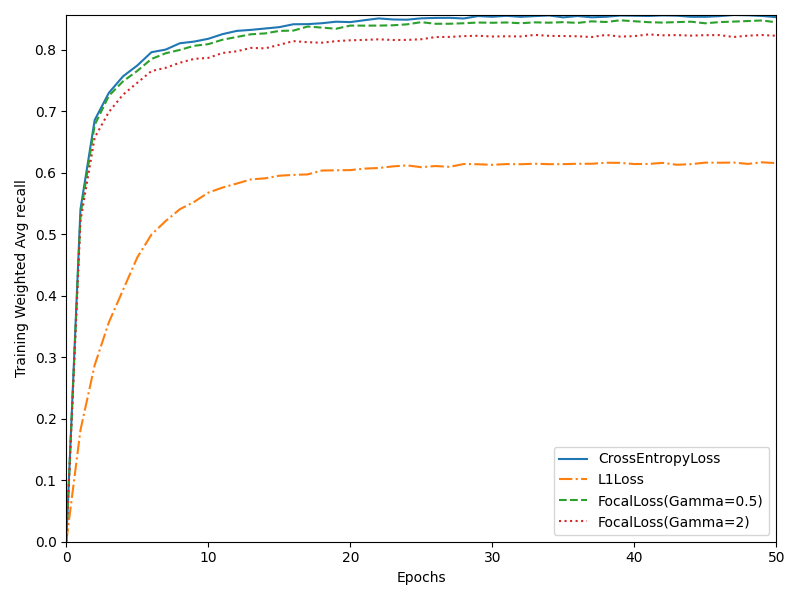 Training Weighted Avg recall
0.8
0.7
0.6
0.5
0.4
0.3
0.2
0.1
0.0
0 10 20 30 40 50
Epochs
CrossEntropyLoss
L1Loss
FocalLoss(Gamma=0.5)
FocalLoss(Gamma=2)